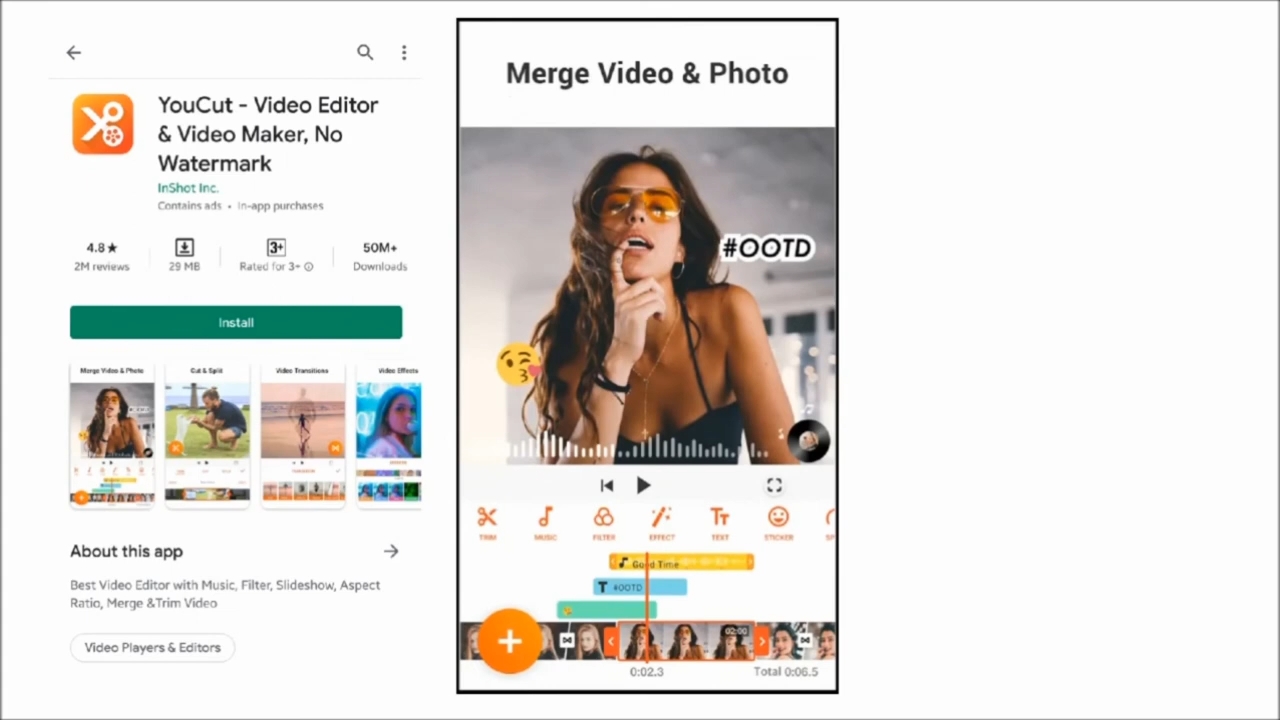 YouCut - Video Editor
& Video Maker, No
Watermark
InShot Inc.
Contains ads • In-app purchases
4.8★
2M reviews
29 MB
3+
Rated for 3+
50M+
Downloads
Install
Merge Video & Photo
Cut & Split
Video Transitions
Video Effects
About this app
Best Video Editor with Music, Filter, Slideshow, Aspect
Ratio, Merge &Trim Video
Video Players & Editors
Merge Video & Photo
#OOTD
TRIM
MUSIC
FILTER
EFFECT
TEXT
STICKER
Good Time
#OOTD
02:00
0:02.3
Total 0:06.5